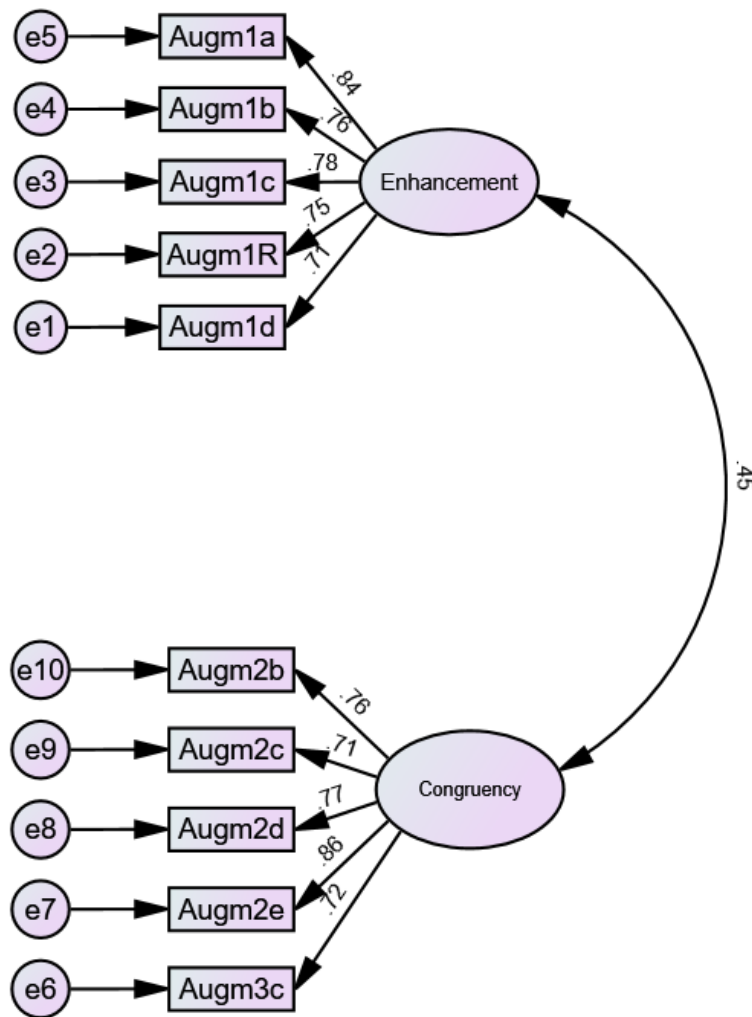 e5 Augm1a .84
e4 Augm1b .76
e3 Augm1c .78 Enhancement
e2 Augm1R .75
e1 Augm1d .71
.45
e10 Augm2b .76
e9 Augm2c .71
Congruency
e8 Augm2d .77
e7 Augm2e .86
e6 Augm3c .72